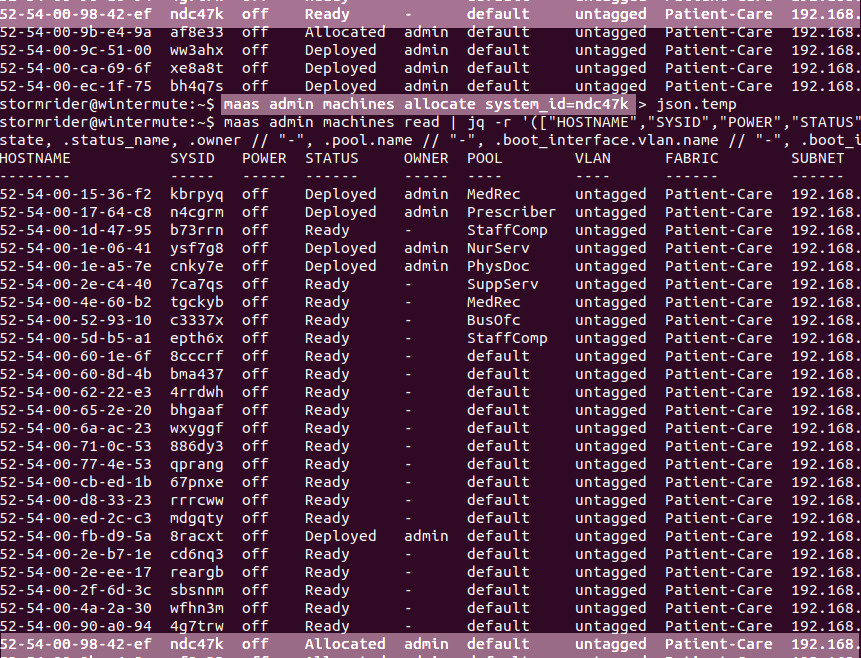 52-54-00-98-42-ef ndc47k off Ready - default untagged Patient-Care 192.168.
52-54-00-9b-e4-9a af8e33 off Allocated admin default untagged Patient-Care 192.168.
52-54-00-9c-51-00 ww3ahx off Deployed admin default untagged Patient-Care 192.168.
52-54-00-ca-69-6f xe8a8t off Deployed admin default untagged Patient-Care 192.168.
52-54-00-ec-1f-75 bh4q7s off Deployed admin default untagged Patient-Care 192.168.
stormrider@wintermute:~$ maas admin machines allocate system_id=ndc47k > json.temp
stormrider@wintermute:~$ maas admin machines read | jq -r '(["HOSTNAME","SYSID","POWER","STATUS"
state, .status_name, .owner // "-", .pool.name // "-", .boot_interface.vlan.name // "-", .boot_i
HOSTNAME SYSID POWER STATUS OWNER POOL VLAN FABRIC SUBNET
-------- ----- ----- ------ ----- ---- ---- ------ ------
52-54-00-15-36-f2 kbrpyq off Deployed admin MedRec untagged Patient-Care 192.168.
52-54-00-17-64-c8 n4cgrm off Deployed admin Prescriber untagged Patient-Care 192.168.
52-54-00-1d-47-95 b73rrn off Ready - StaffComp untagged Patient-Care 192.168.
52-54-00-1e-06-41 ysf7g8 off Deployed admin NurServ untagged Patient-Care 192.168.
52-54-00-1e-a5-7e cnky7e off Deployed admin PhysDoc untagged Patient-Care 192.168.
52-54-00-2e-c4-40 7ca7qs off Ready - SuppServ untagged Patient-Care 192.168.
52-54-00-4e-60-b2 tgckyb off Ready - MedRec untagged Patient-Care 192.168.
52-54-00-52-93-10 c3337x off Ready - BusOfc untagged Patient-Care 192.168.
52-54-00-5d-b5-a1 epth6x off Ready - StaffComp untagged Patient-Care 192.168.
52-54-00-60-1e-6f 8cccrf off Ready - default untagged Patient-Care 192.168.
52-54-00-60-8d-4b bma437 off Ready - default untagged Patient-Care 192.168.
52-54-00-62-22-e3 4rrdwh off Ready - default untagged Patient-Care 192.168.
52-54-00-65-2e-20 bhgaaf off Ready - default untagged Patient-Care 192.168.
52-54-00-6a-ac-23 wxyggf off Ready - default untagged Patient-Care 192.168.
52-54-00-71-0c-53 886dy3 off Ready - default untagged Patient-Care 192.168.
52-54-00-77-4e-53 qprang off Ready - default untagged Patient-Care 192.168.
52-54-00-cb-ed-1b 67pnxe off Ready - default untagged Patient-Care 192.168.
52-54-00-d8-33-23 rrrcww off Ready - default untagged Patient-Care 192.168.
52-54-00-ed-2c-c3 mdgqty off Ready - default untagged Patient-Care 192.168.
52-54-00-fb-d9-5a 8racxt off Deployed admin default untagged Patient-Care 192.168.
52-54-00-2e-b7-1e cd6nq3 off Ready - default untagged Patient-Care 192.168.
52-54-00-2e-ee-17 reargb off Ready - default untagged Patient-Care 192.168.
52-54-00-2f-6d-3c sbsnnm off Ready - default untagged Patient-Care 192.168.
52-54-00-4a-2a-30 wfhn3m off Ready - default untagged Patient-Care 192.168.
52-54-00-90-a0-94 4g7trw off Ready - default untagged Patient-Care 192.168.
52-54-00-98-42-ef ndc47k off Allocated admin default untagged Patient-Care 192.168.